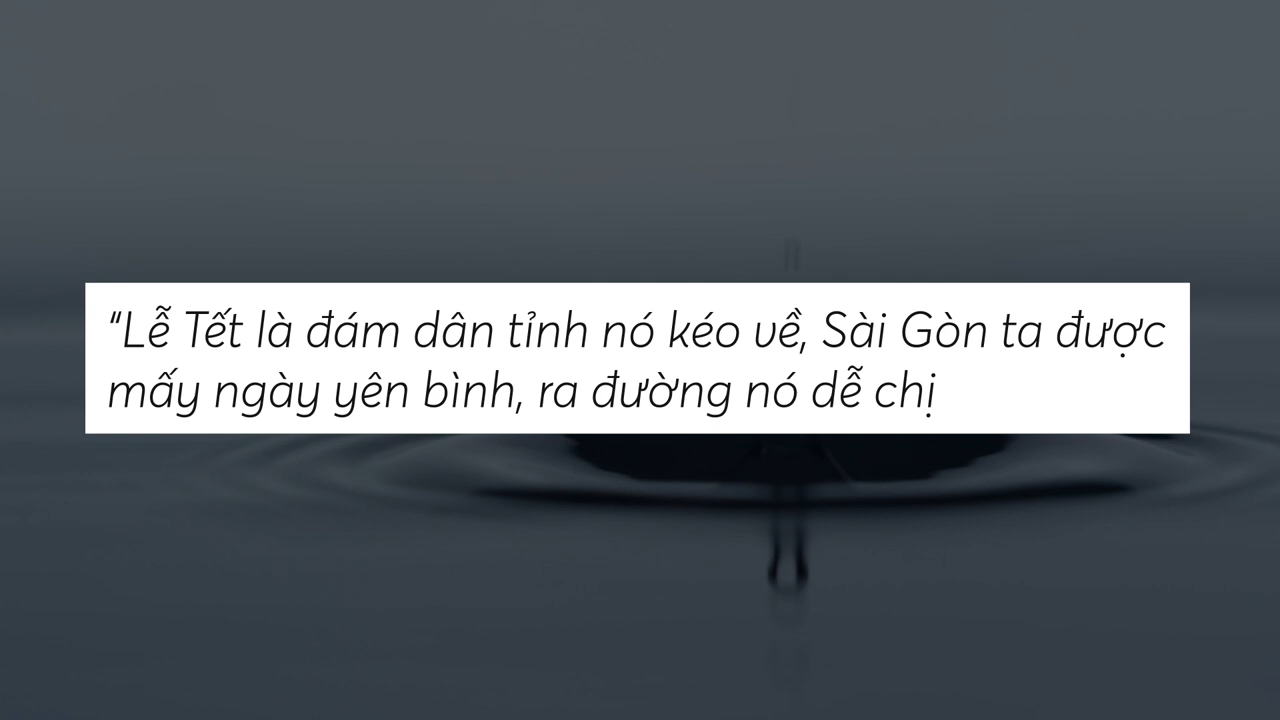 “Lễ Tết là đám dân tỉnh nó kéo về, Sài Gòn ta được
mấy ngày yên bình, ra đường nó dễ chị